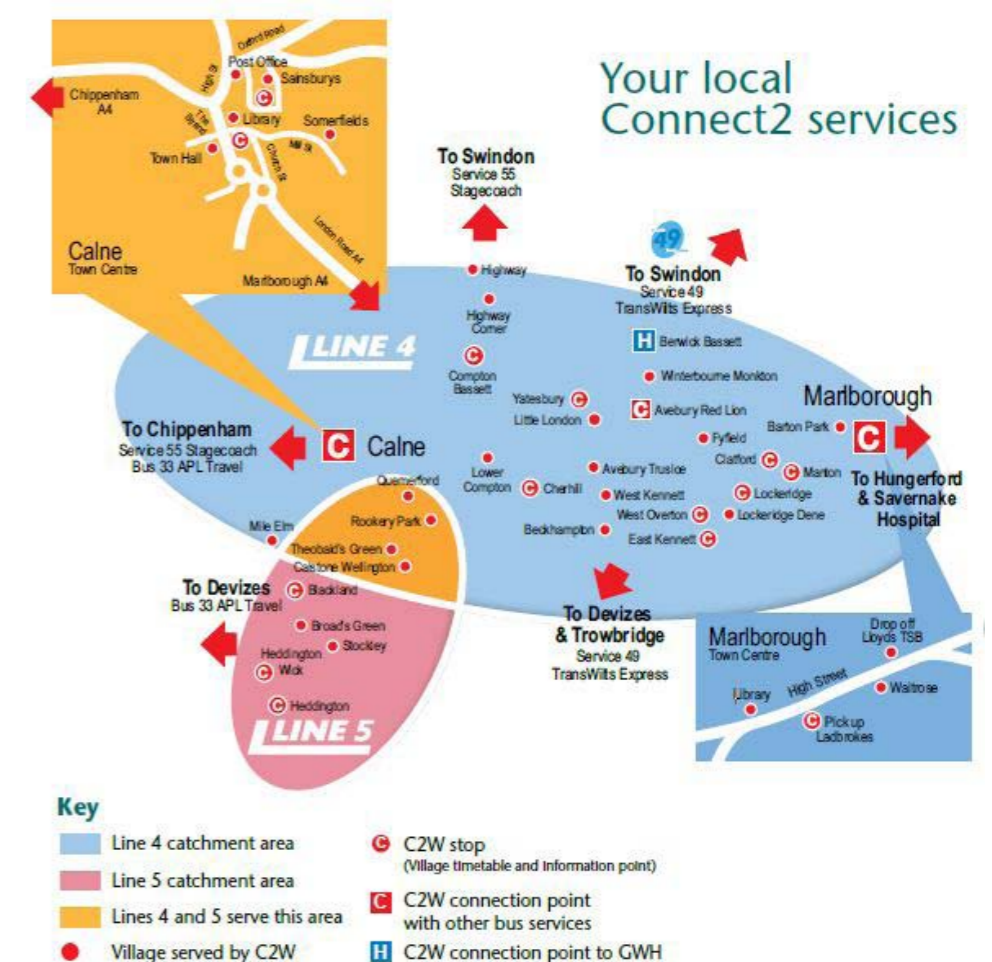 Your local
Connect2 services
Oxford Road
Post Office
High St
Sainsburys
Chippenham
A4
The
Strand
Library
Somerfields
Town Hall
Mill St
Church St
London Road A4
Calne
Town Centre
Marlborough A4
To Swindon
Service 55
Stagecoach
49
To Swindon
Service 49
TransWilts Express
Highway
Highway
Corner
LINE 4
H Berwick Bassett
Compton
Bassett
Winterbourne Monkton
Yatesbury
Little London
C Avebury Red Lion
Marlborough
Barton Park
C
To Chippenham
Service 55 Stagecoach
Bus 33 APL Travel
C Calne
Fyfield
Clatford
Manton
To Hungerford
& Savernake
Hospital
Lower
Compton
Cherhill
Avebury Trusloe
West Kennett
Lockeridge
Quemerford
Rookery Park
West Overton
Lockeridge Dene
Mile Elm
Beckhampton
East Kennett
Theobald's Green
Calstone Wellington
To Devizes
Bus 33 APL Travel
Blackland
Broad's Green
Stockley
Heddington
Wick
Heddington
LINE 5
To Devizes
& Trowbridge
Service 49
TransWilts Express
Marlborough
Town Centre
Drop off
Lloyds TSB
High Street
Library
Waitrose
Pick up
Ladbrokes
Key
Line 4 catchment area
Line 5 catchment area
Lines 4 and 5 serve this area
Village served by C2W
C C2W stop
(Village timetable and information point)
C C2W connection point
with other bus services
H C2W connection point to GWH